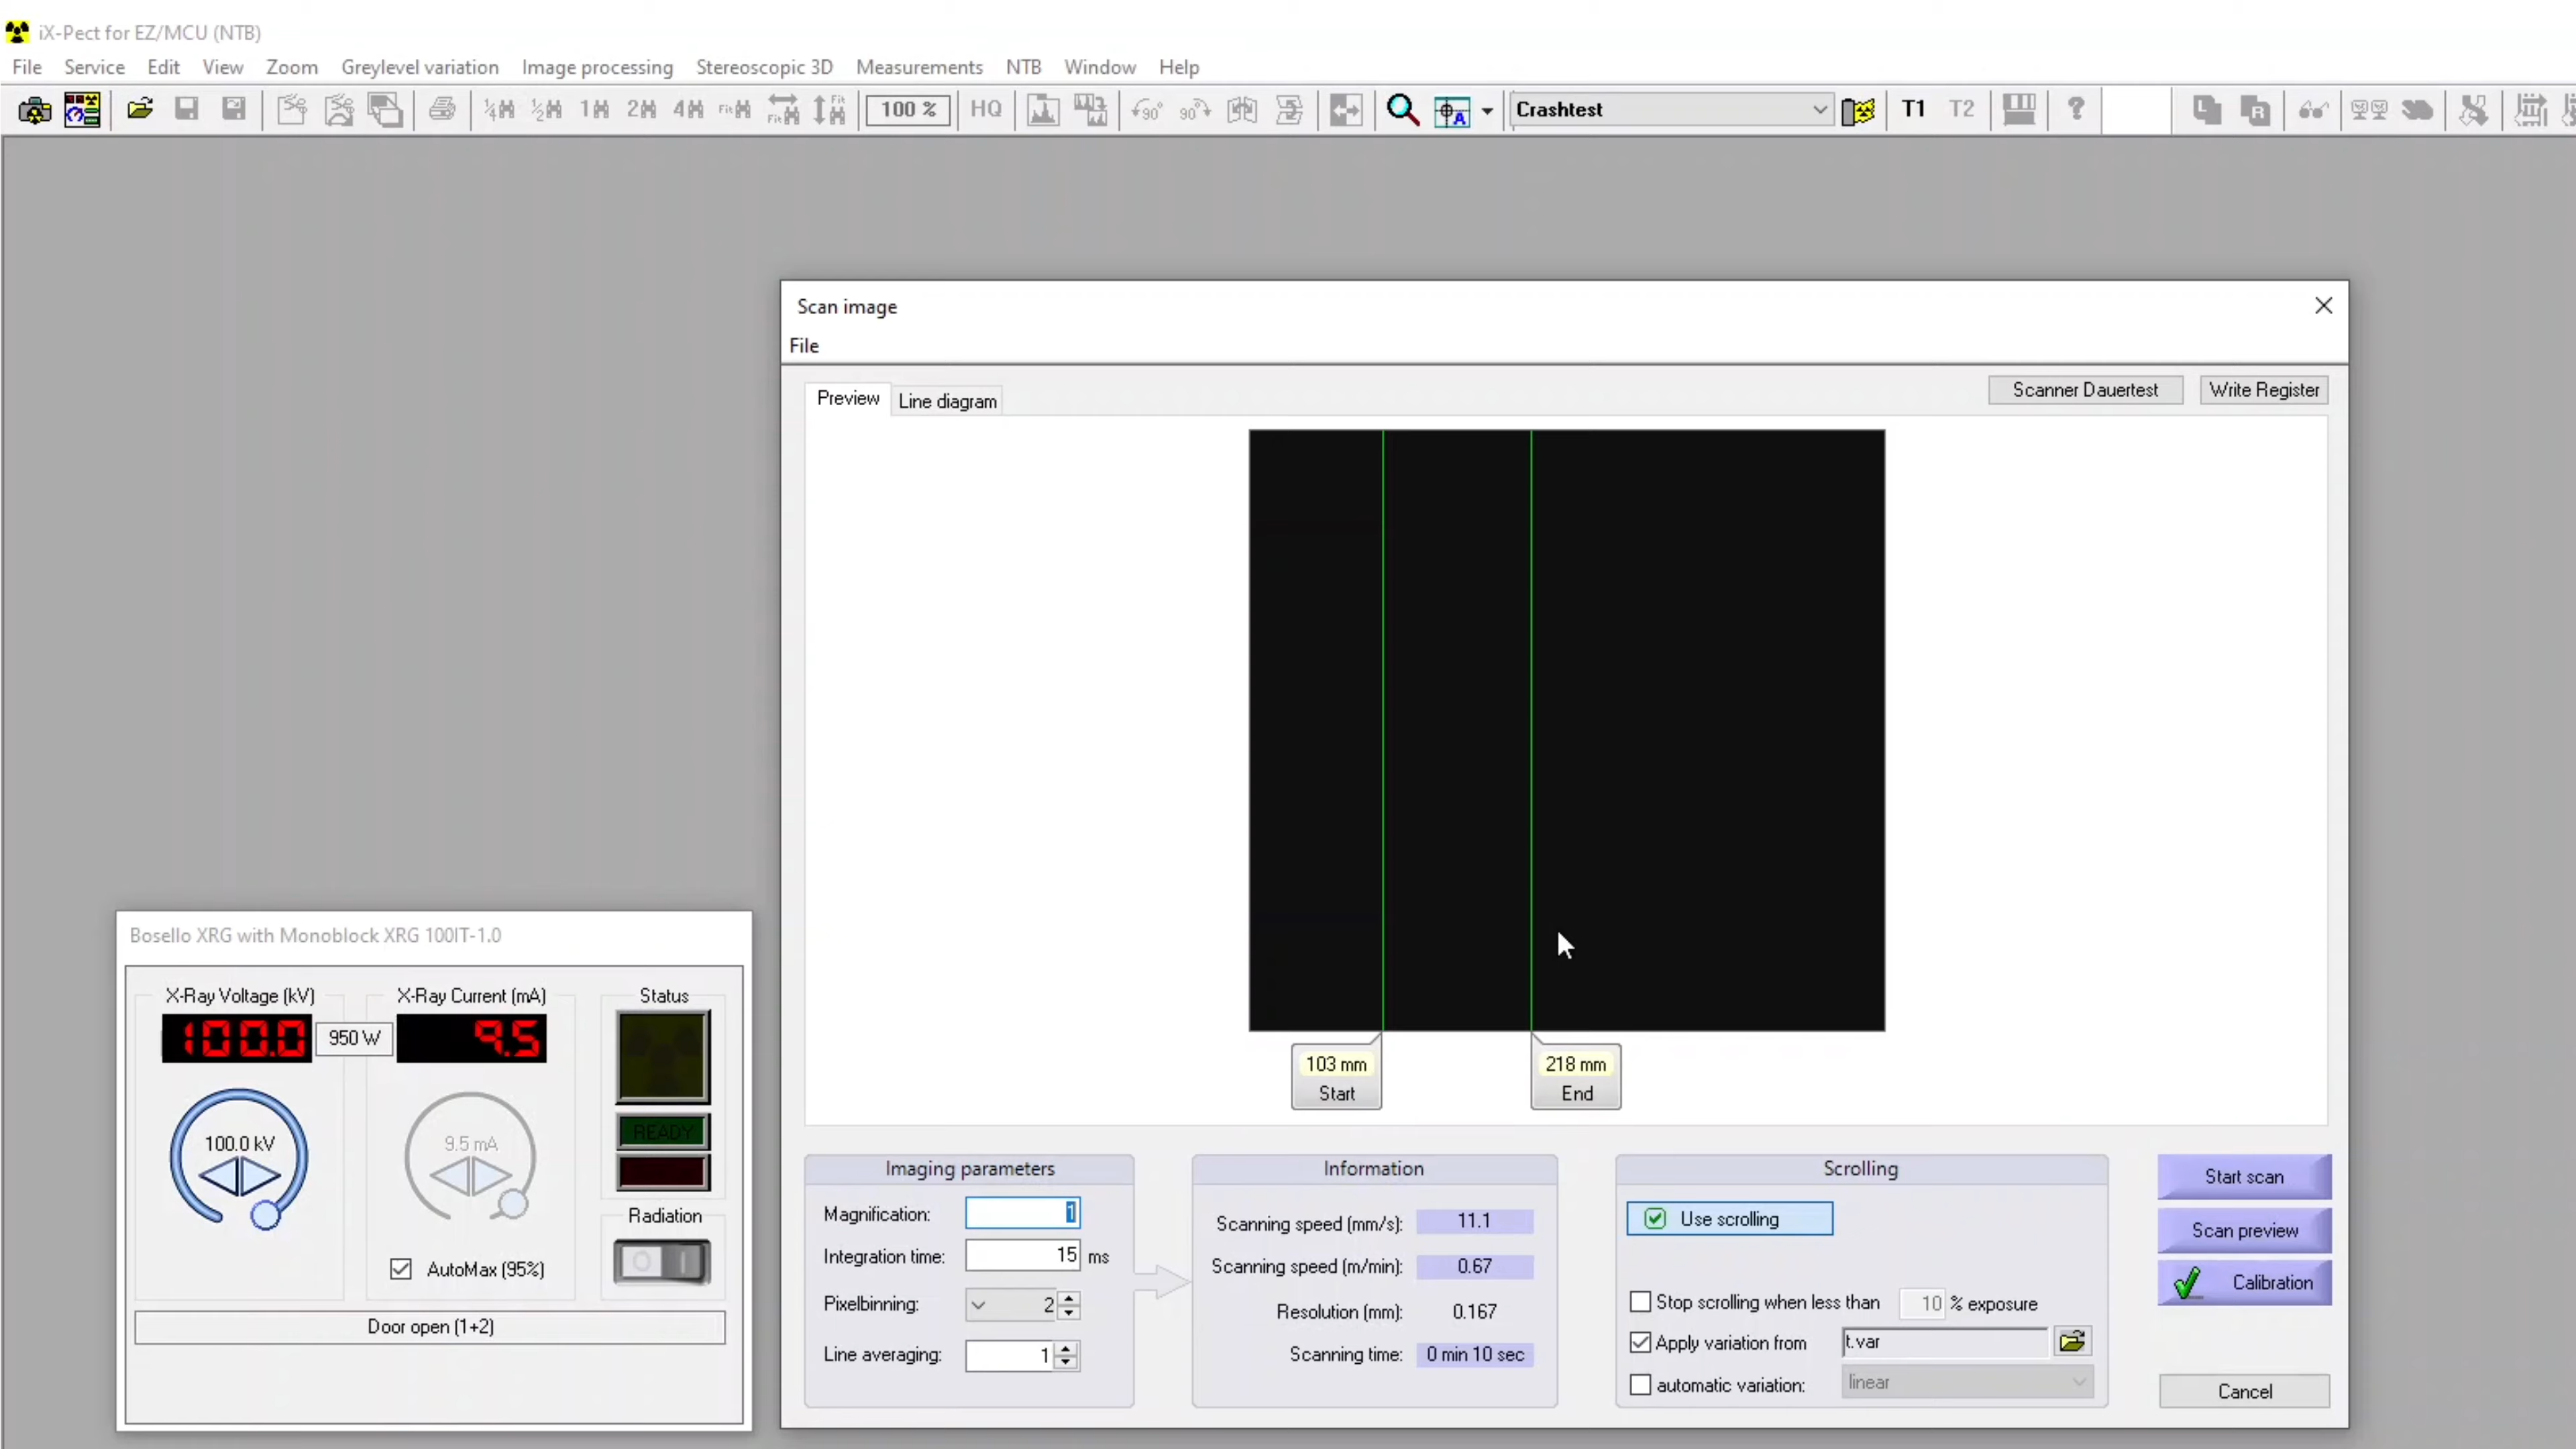 iX-Pect for EZ/MCU (NTB)
File Service Edit View Zoom Greylevel variation Image processing Stereoscopic 3D Measurements NTB Window Help
100 % HQ Crashtest T1 T2
Scan image
File
Preview Line diagram Scanner Dauertest Write Register
103 mm
Start
218 mm
End
Bosello XRG with Monoblock XRG 100IT-1.0
X-Ray Voltage (kV) X-Ray Current (mA) Status
100.0 950 W 9.5
READY
100.0 kV 9.5 mA
Radiation
AutoMax (95%)
Door open (1+2)
Imaging parameters
Magnification: 1
Integration time: 15 ms
Pixelbinning: 2
Line averaging: 1
Information
Scanning speed (mm/s): 11.1
Scanning speed (m/min): 0.67
Resolution (mm): 0.167
Scanning time: 0 min 10 sec
Scrolling
Use scrolling
Stop scrolling when less than 10 % exposure
Apply variation from t.var
automatic variation: linear
Start scan
Scan preview
Calibration
Cancel